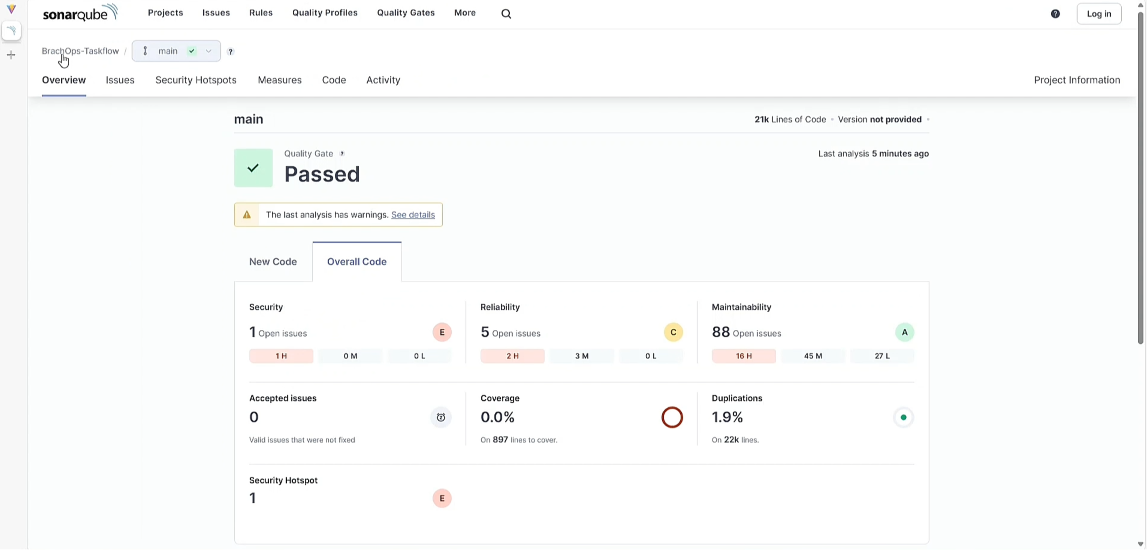 sonarqube Projects Issues Rules Quality Profiles Quality Gates More ? Log in
BrachOps-Taskflow / main ?
Overview Issues Security Hotspots Measures Code Activity Project Information
main 21k Lines of Code • Version not provided •
Quality Gate ? Last analysis 5 minutes ago
Passed
The last analysis has warnings. See details
New Code Overall Code
Security Reliability Maintainability
1 Open issues E 5 Open issues C 88 Open issues A
1 H 0 M 0 L 2 H 3 M 0 L 16 H 45 M 27 L
Accepted issues Coverage Duplications
0 0.0% 1.9%
Valid issues that were not fixed On 897 lines to cover. On 22k lines.
Security Hotspot
1 E